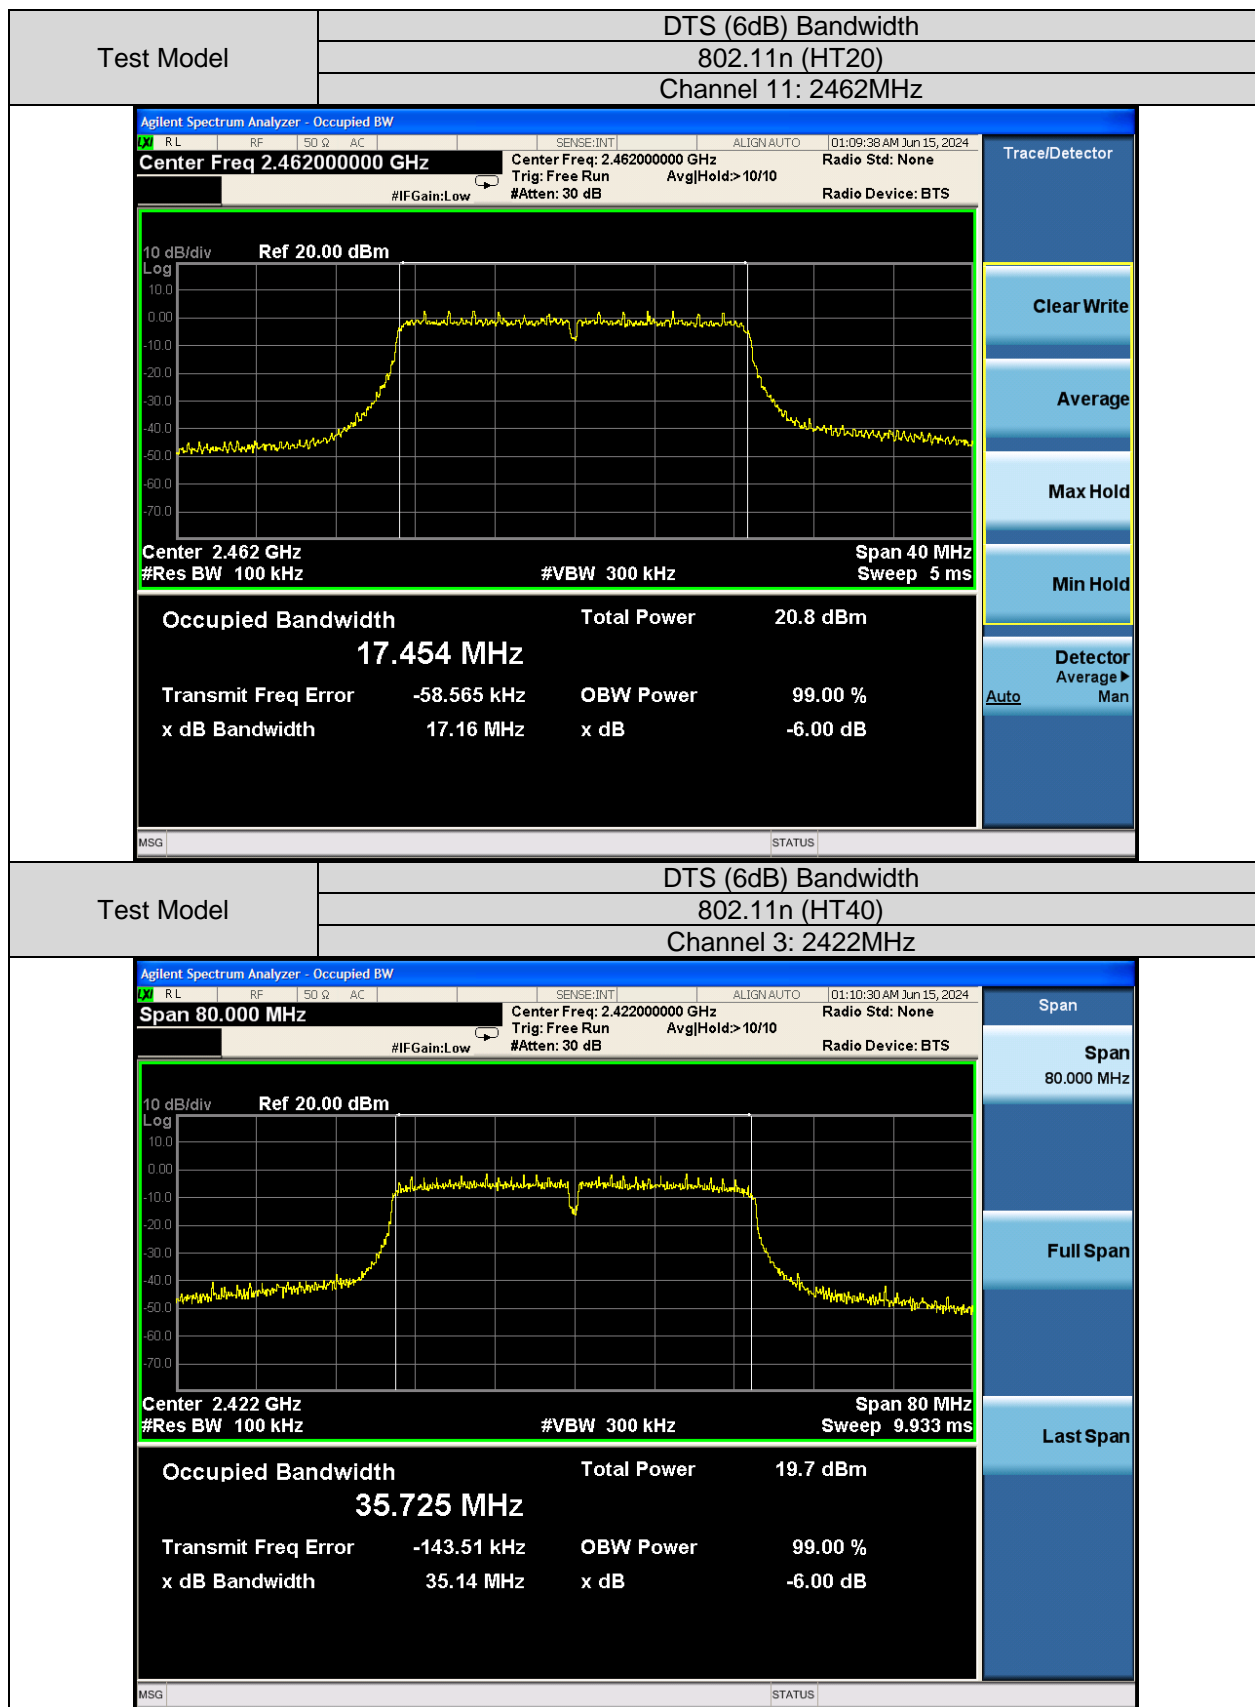 Test Model
DTS (6dB) Bandwidth
802.11n (HT20)
Channel 11: 2462MHz
Agilent Spectrum Analyzer - Occupied BW
LXI RL RF 50 Ω AC SENSE:INT ALIGN AUTO 01:09:38 AM Jun 15, 2024
Center Freq 2.462000000 GHz
Center Freq: 2.462000000 GHz
Radio Std: None
Trig: Free Run Avg|Hold:>10/10
#IFGain:Low
#Atten: 30 dB
Radio Device: BTS
Trace/Detector
10 dB/div Ref 20.00 dBm
Log
10.0
0.00
-10.0
-20.0
-30.0
-40.0
-50.0
-60.0
-70.0
Center 2.462 GHz Span 40 MHz
#Res BW 100 kHz #VBW 300 kHz Sweep 5 ms
Clear Write
Average
Max Hold
Min Hold
Detector
Average▶
Auto Man
Occupied Bandwidth Total Power 20.8 dBm
17.454 MHz
Transmit Freq Error -58.565 kHz OBW Power 99.00 %
x dB Bandwidth 17.16 MHz x dB -6.00 dB
MSG STATUS
Test Model
DTS (6dB) Bandwidth
802.11n (HT40)
Channel 3: 2422MHz
Agilent Spectrum Analyzer - Occupied BW
LXI RL RF 50 Ω AC SENSE:INT ALIGN AUTO 01:10:30 AM Jun 15, 2024
Span 80.000 MHz
Center Freq: 2.422000000 GHz
Radio Std: None
Trig: Free Run Avg|Hold:>10/10
#IFGain:Low
#Atten: 30 dB
Radio Device: BTS
Span
Span
80.000 MHz
10 dB/div Ref 20.00 dBm
Log
10.0
0.00
-10.0
-20.0
-30.0
-40.0
-50.0
-60.0
-70.0
Center 2.422 GHz Span 80 MHz
#Res BW 100 kHz #VBW 300 kHz Sweep 9.933 ms
Full Span
Last Span
Occupied Bandwidth Total Power 19.7 dBm
35.725 MHz
Transmit Freq Error -143.51 kHz OBW Power 99.00 %
x dB Bandwidth 35.14 MHz x dB -6.00 dB
MSG STATUS